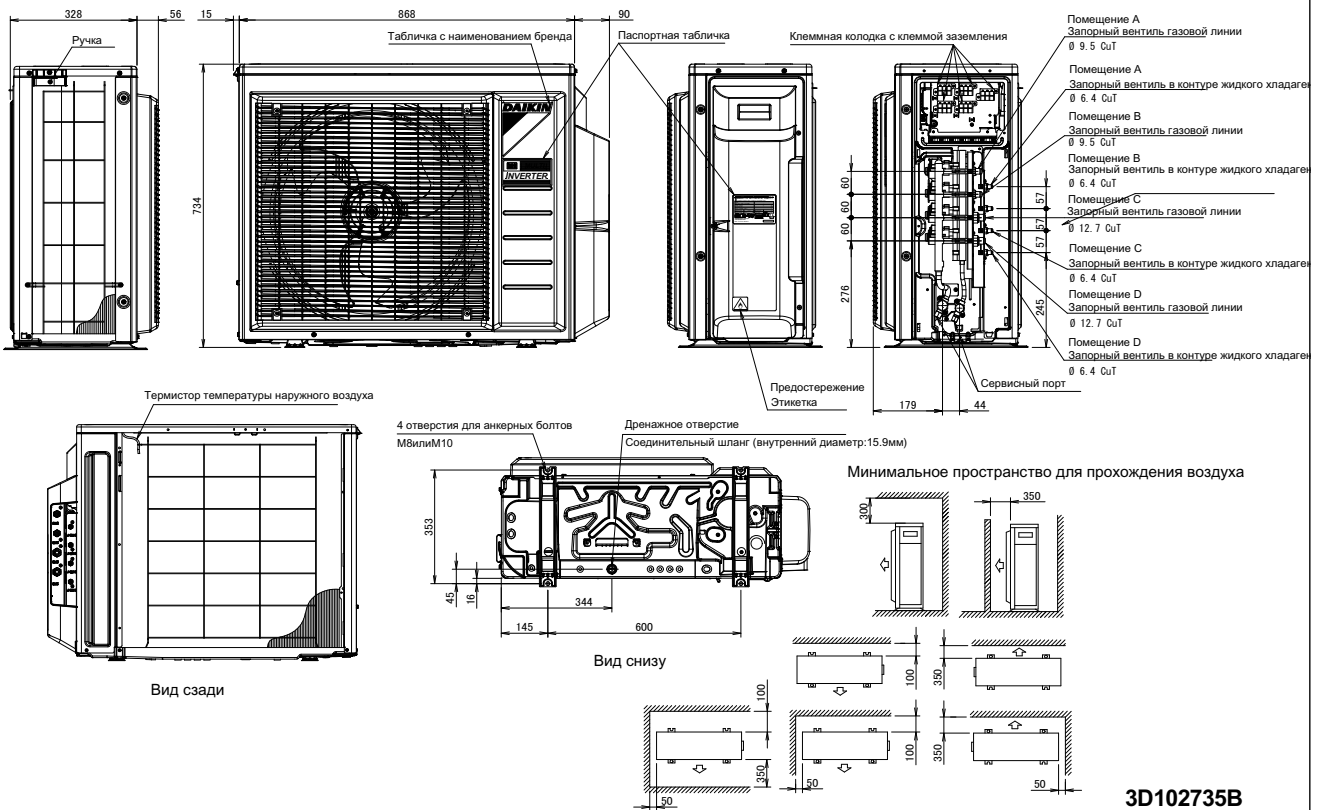 328
56
15
868
90
Ручка
Табличка с наименованием бренда
Паспортная табличка
Клеммная колодка с клеммой заземления
734
DAIKIN
INVERTER
60
60
60
276
57
57
57
245
179
44
Помещение A
Запорный вентиль газовой линии
Ø 9.5 CuT
Помещение A
Запорный вентиль в контуре жидкого хладаген
Ø 6.4 CuT
Помещение B
Запорный вентиль газовой линии
Ø 9.5 CuT
Помещение B
Запорный вентиль в контуре жидкого хладаген
Ø 6.4 CuT
Помещение C
Запорный вентиль газовой линии
Ø 12.7 CuT
Помещение C
Запорный вентиль в контуре жидкого хладаген
Ø 6.4 CuT
Помещение D
Запорный вентиль газовой линии
Ø 12.7 CuT
Помещение D
Запорный вентиль в контуре жидкого хладаген
Ø 6.4 CuT
Сервисный порт
Предостережение
Этикетка
Термистор температуры наружного воздуха
Вид сзади
4 отверстия для анкерных болтов
M8илиM10
Дренажное отверстие
Соединительный шланг (внутренний диаметр:15.9мм)
353
45
16
344
145
600
Вид снизу
Минимальное пространство для прохождения воздуха
300
350
100
350
100
350
50
100
50
350
50
3D102735B